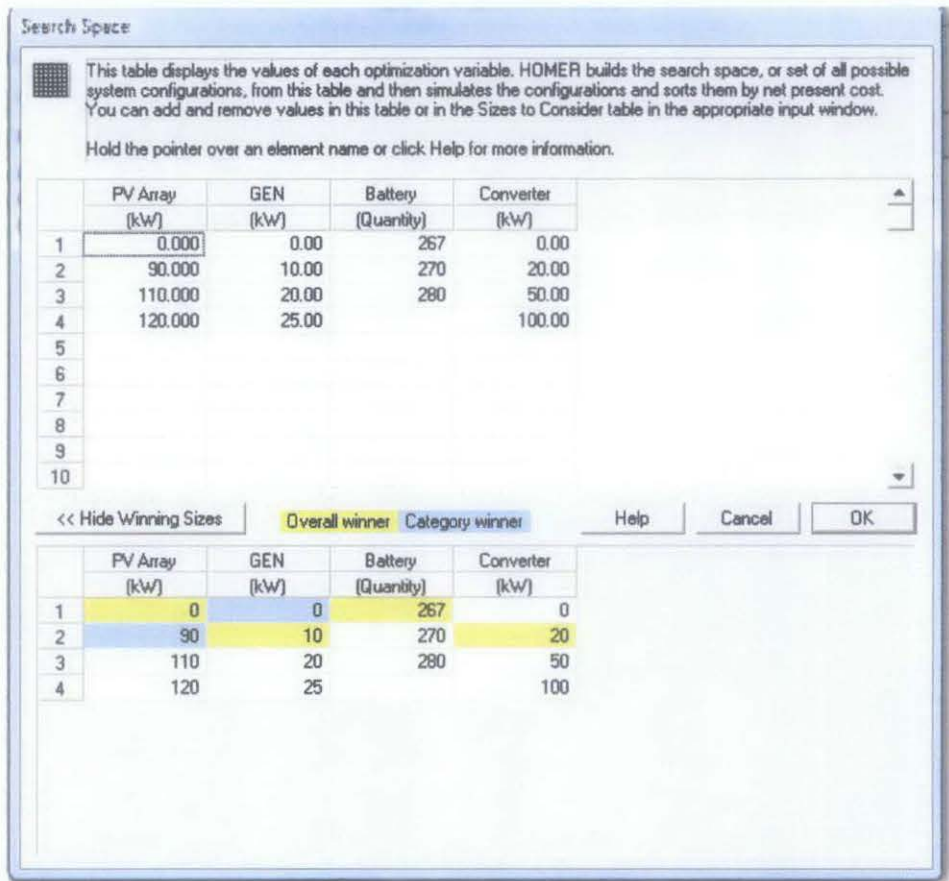 Search Space
This table displays the values of each optimization variable. HOMER builds the search space, or set of all possible
system configurations, from this table and then simulates the configurations and sorts them by net present cost.
You can add and remove values in this table or in the Sizes to Consider table in the appropriate input window.
Hold the pointer over an element name or click Help for more information.
PV Array GEN Battery Converter
(kW) (kW) (Quantity) (kW)
1 0.000 0.00 267 0.00
2 90.000 10.00 270 20.00
3 110.000 20.00 280 50.00
4 120.000 25.00 100.00
5
6
7
8
9
10
<< Hide Winning Sizes Overall winner Category winner Help Cancel OK
PV Array GEN Battery Converter
(kW) (kW) (Quantity) (kW)
1 0 0 267 0
2 90 10 270 20
3 110 20 280 50
4 120 25 100